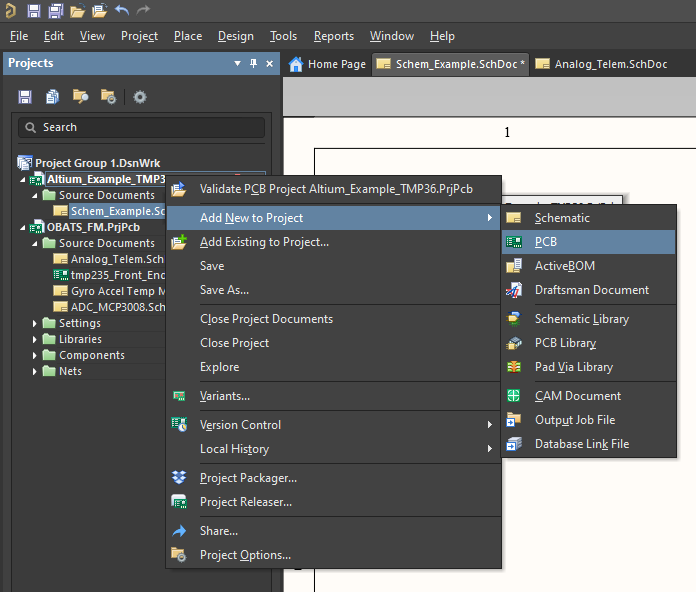 File Edit View Project Place Design Tools Reports Window Help
Projects
Home Page Schem_Example.SchDoc * Analog_Telem.SchDoc
Search
1
Project Group 1.DsnWrk
Altium_Example_TMP3
Source Documents
Schem_Example.Sc
OBATS_FM.PrjPcb
Source Documents
Analog_Telem.Sch
tmp235_Front_Enc
Gyro Accel Temp M
ADC_MCP3008.Sch
Settings
Libraries
Components
Nets
Validate PCB Project Altium_Example_TMP36.PrjPcb
Add New to Project
Add Existing to Project...
Save
Save As...
Close Project Documents
Close Project
Explore
Variants...
Version Control
Local History
Project Packager...
Project Releaser...
Share...
Project Options...
Schematic
PCB
ActiveBOM
Draftsman Document
Schematic Library
PCB Library
Pad Via Library
CAM Document
Output Job File
Database Link File